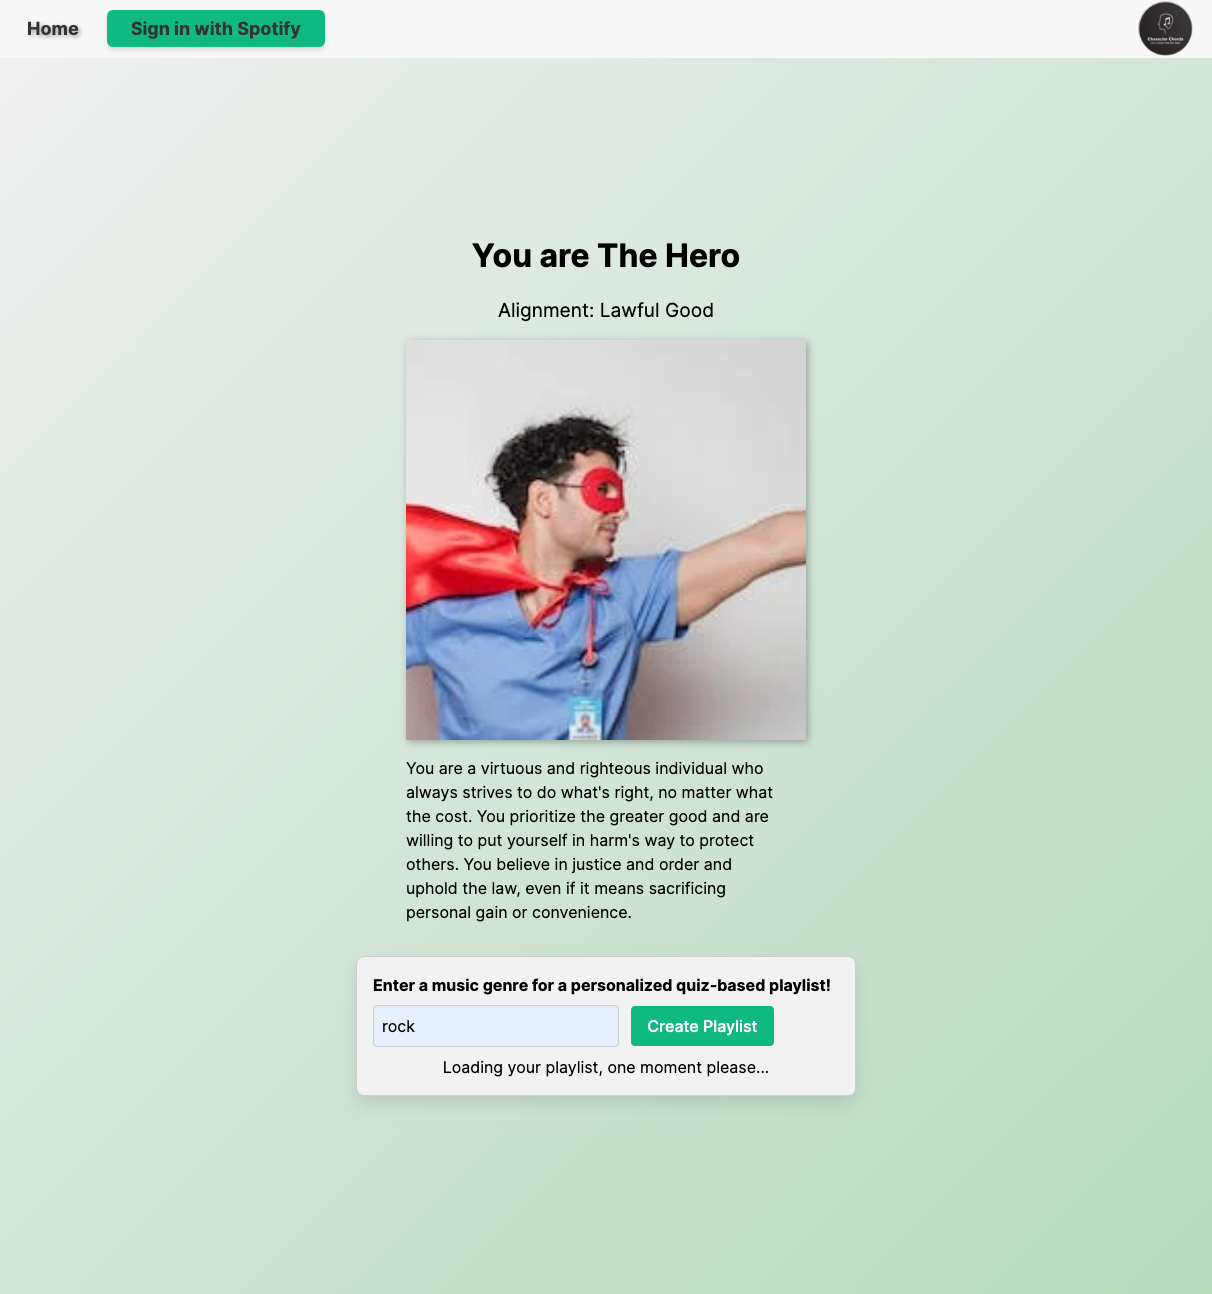 Home
Sign in with Spotify
Character Chords
You are The Hero
Alignment: Lawful Good
You are a virtuous and righteous individual who
always strives to do what's right, no matter what
the cost. You prioritize the greater good and are
willing to put yourself in harm's way to protect
others. You believe in justice and order and
uphold the law, even if it means sacrificing
personal gain or convenience.
Enter a music genre for a personalized quiz-based playlist!
rock
Create Playlist
Loading your playlist, one moment please...